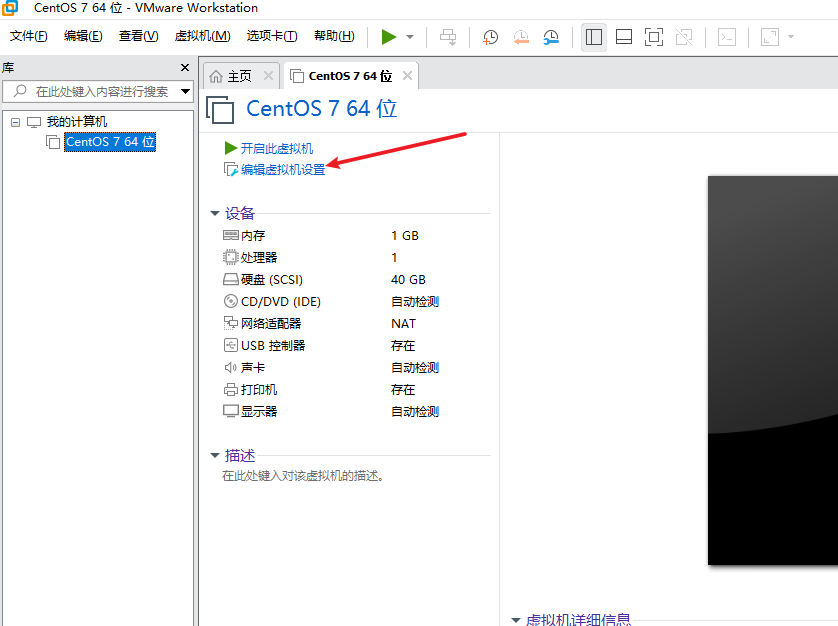 CentOS 7 64 位 - VMware Workstation
文件(F) 编辑(E) 查看(V) 虚拟机(M) 选项卡(T) 帮助(H)
库
在此处键入内容进行搜索
我的计算机
CentOS 7 64 位
主页 CentOS 7 64 位
CentOS 7 64 位
开启此虚拟机
编辑虚拟机设置
设备
内存 1 GB
处理器 1
硬盘 (SCSI) 40 GB
CD/DVD (IDE) 自动检测
网络适配器 NAT
USB 控制器 存在
声卡 自动检测
打印机 存在
显示器 自动检测
描述
在此处键入对该虚拟机的描述。
虚拟机详细信息